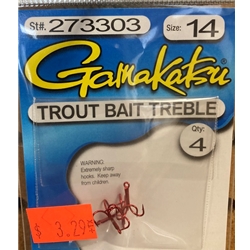 St#. 273303 Size: 14
Gamakatsu
TROUT BAIT TREBLE
Qty:
4
WARNING:
Extremely sharp
hooks. Keep away
from children.
$ 3.29